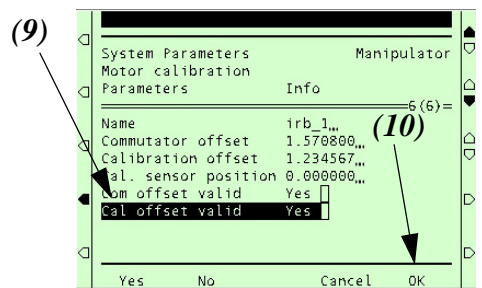 (9)
System Parameters Manipulator
Motor calibration
Parameters Info
6(6)=
Name irb_1
(10)
Commutator offset 1.570800
Calibration offset 1.234567
Cal. sensor position 0.000000
Com offset valid Yes
Cal offset valid Yes
Yes No Cancel OK